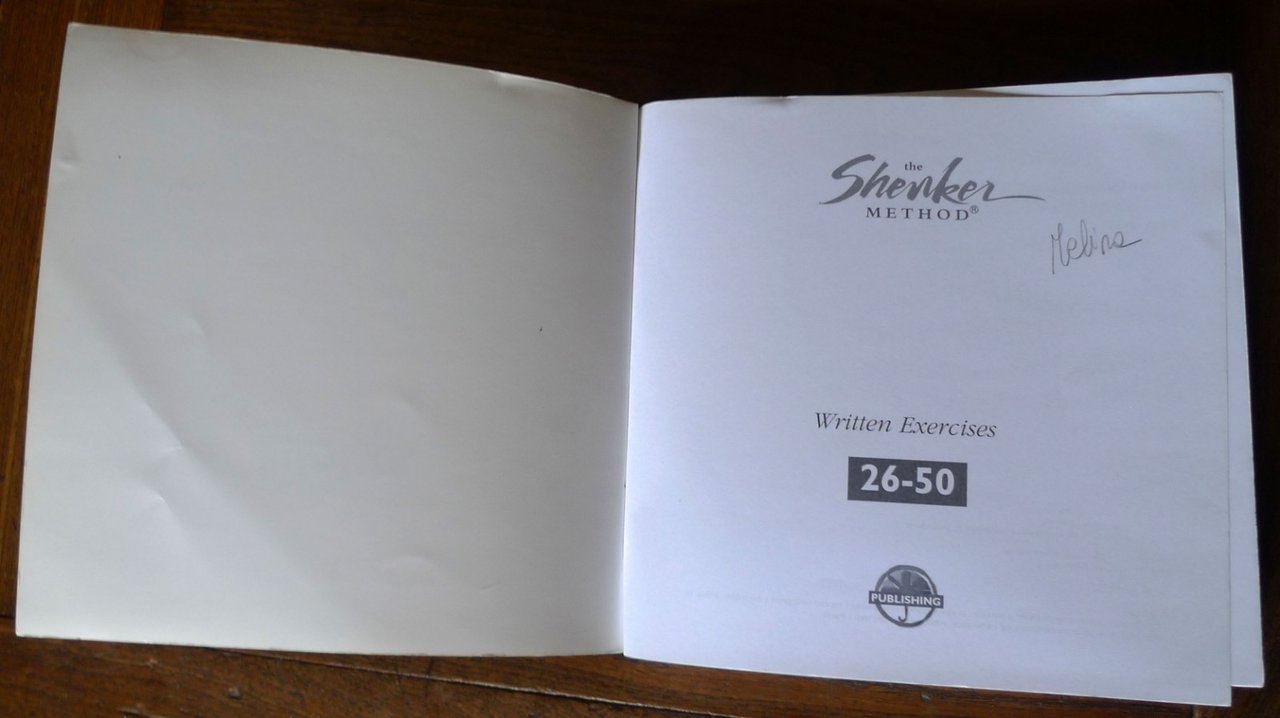 the
Shenker
METHOD®
Melina
Written Exercises
26-50
PUBLISHING